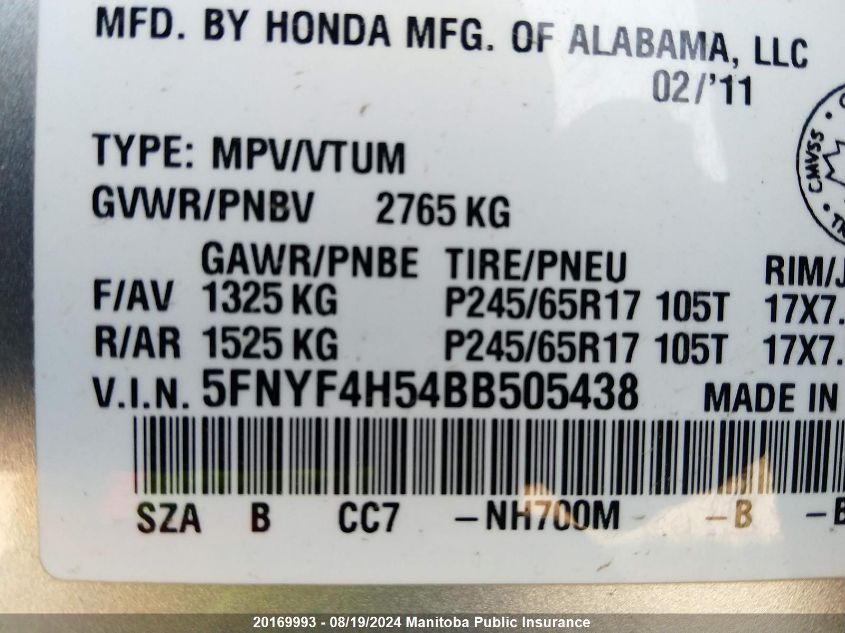 MFD. BY HONDA MFG. OF ALABAMA, LLC
02/'11
TYPE: MPV/VTUM
GVWR/PNBV 2765 KG
CMVSS
GAWR/PNBE TIRE/PNEU RIM/J
F/AV 1325 KG P245/65R17 105T 17X7.
R/AR 1525 KG P245/65R17 105T 17X7.
V.I.N. 5FNYF4H54BB505438 MADE IN
SZA B CC7 -NH700M -B -B
20169993 - 08/19/2024 Manitoba Public Insurance